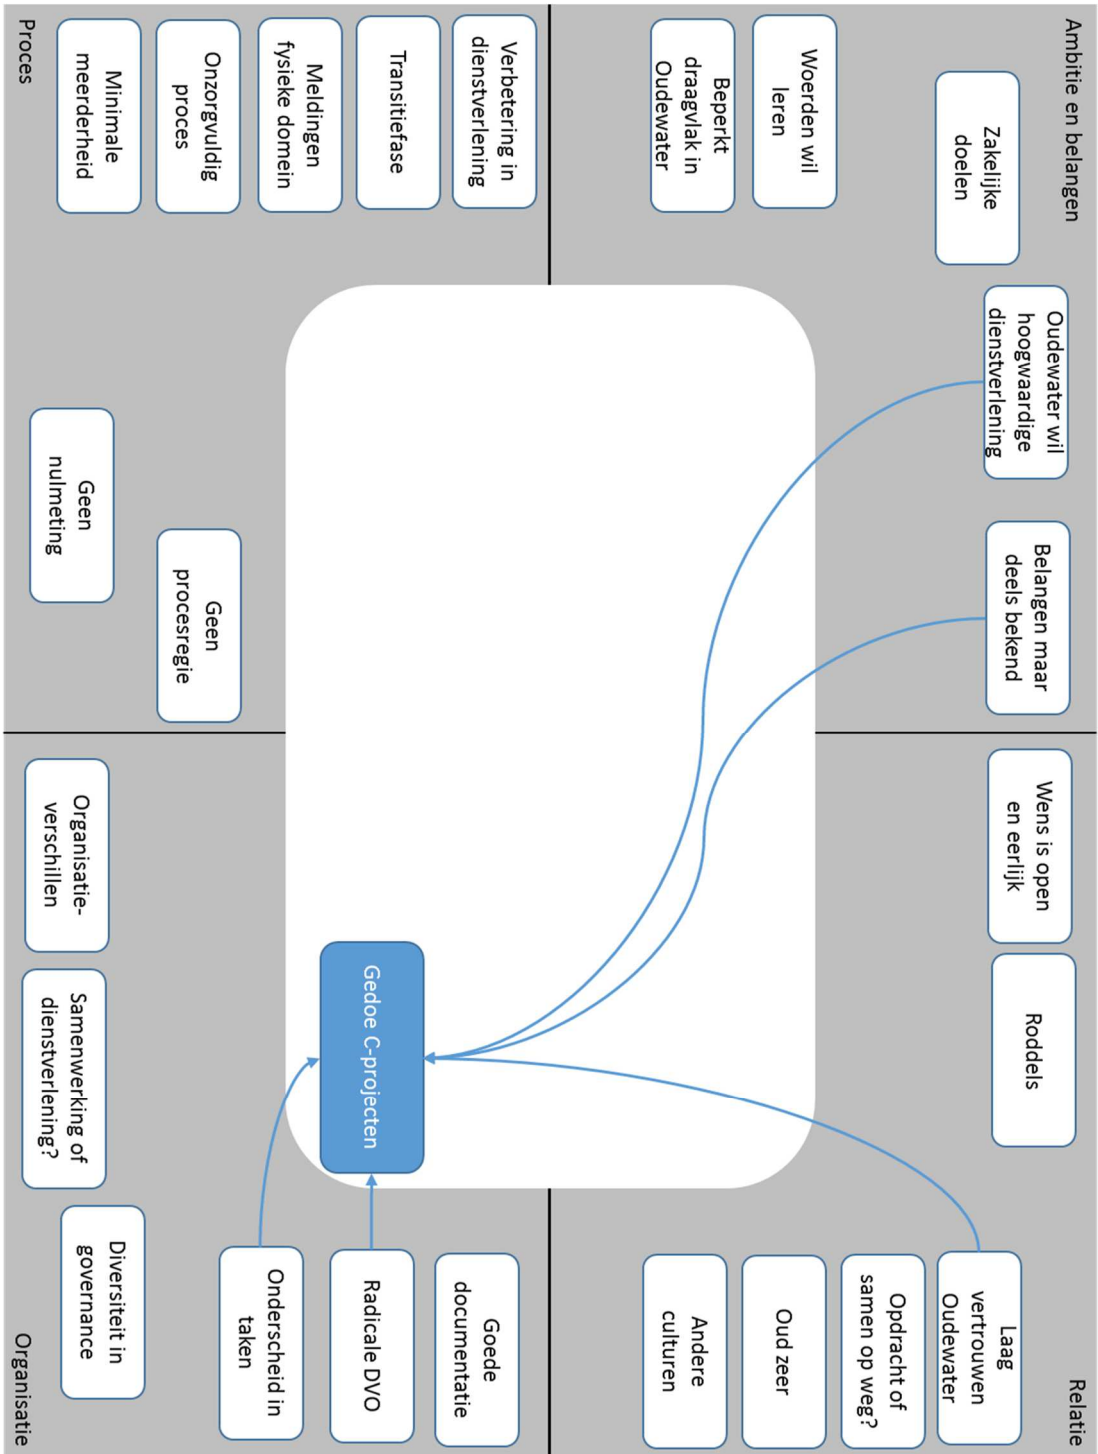 Ambitie en belangen
Zakelijke
doelen
Oudewater wil
hoogwaardige
dienstverlening
Belangen maar
deels bekend
Woerden wil
leren
Beperkt
draagvlak in
Oudewater
Relatie
Wens is open
en eerlijk
Roddels
Laag
vertrouwen
Oudewater
Opdracht of
samen op weg?
Oud zeer
Andere
culturen
Proces
Verbetering in
dienstverlening
Transitiefase
Meldingen
fysieke domein
Onzorgvuldig
proces
Minimale
meerderheid
Geen
procesregie
Geen
nulmeting
Gedoe C-projecten
Goede
documentatie
Radicale DVO
Onderscheid in
taken
Organisatie-
verschillen
Samenwerking of
dienstverlening?
Diversiteit in
governance
Organisatie